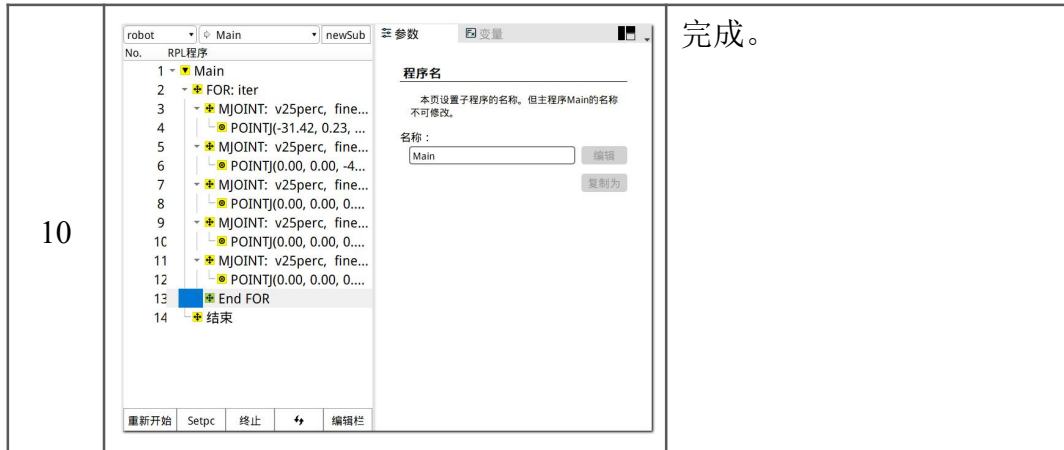 robot Main newSub 参数 变量
No. RPL程序
1 Main
2 FOR: iter
3 MJOINT: v25perc, fine...
4 POINTJ(-31.42, 0.23, ...
5 MJOINT: v25perc, fine...
6 POINTJ(0.00, 0.00, -4...
7 MJOINT: v25perc, fine...
8 POINTJ(0.00, 0.00, 0....
9 MJOINT: v25perc, fine...
10 POINTJ(0.00, 0.00, 0....
11 MJOINT: v25perc, fine...
12 POINTJ(0.00, 0.00, 0....
13 End FOR
14 结束
重新开始 Setpc 终止 编辑栏
程序名
本页设置子程序的名称。但主程序Main的名称
不可修改。
名称：
Main 编辑
复制为
10
完成。